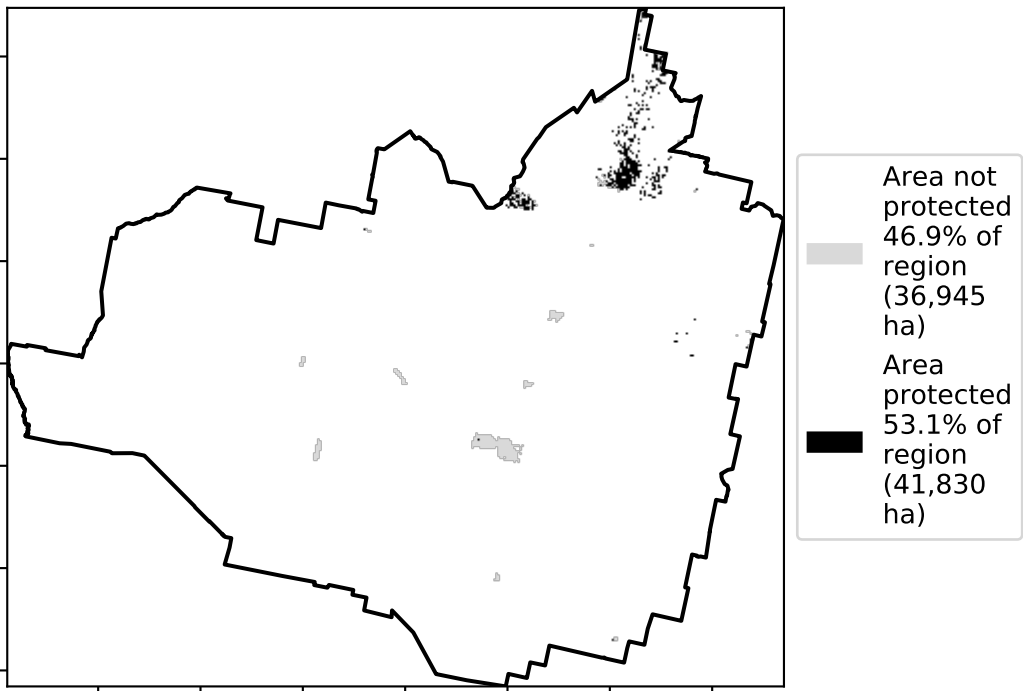 Area not
protected
46.9% of
region
(36,945
ha)
Area
protected
53.1% of
region
(41,830
ha)